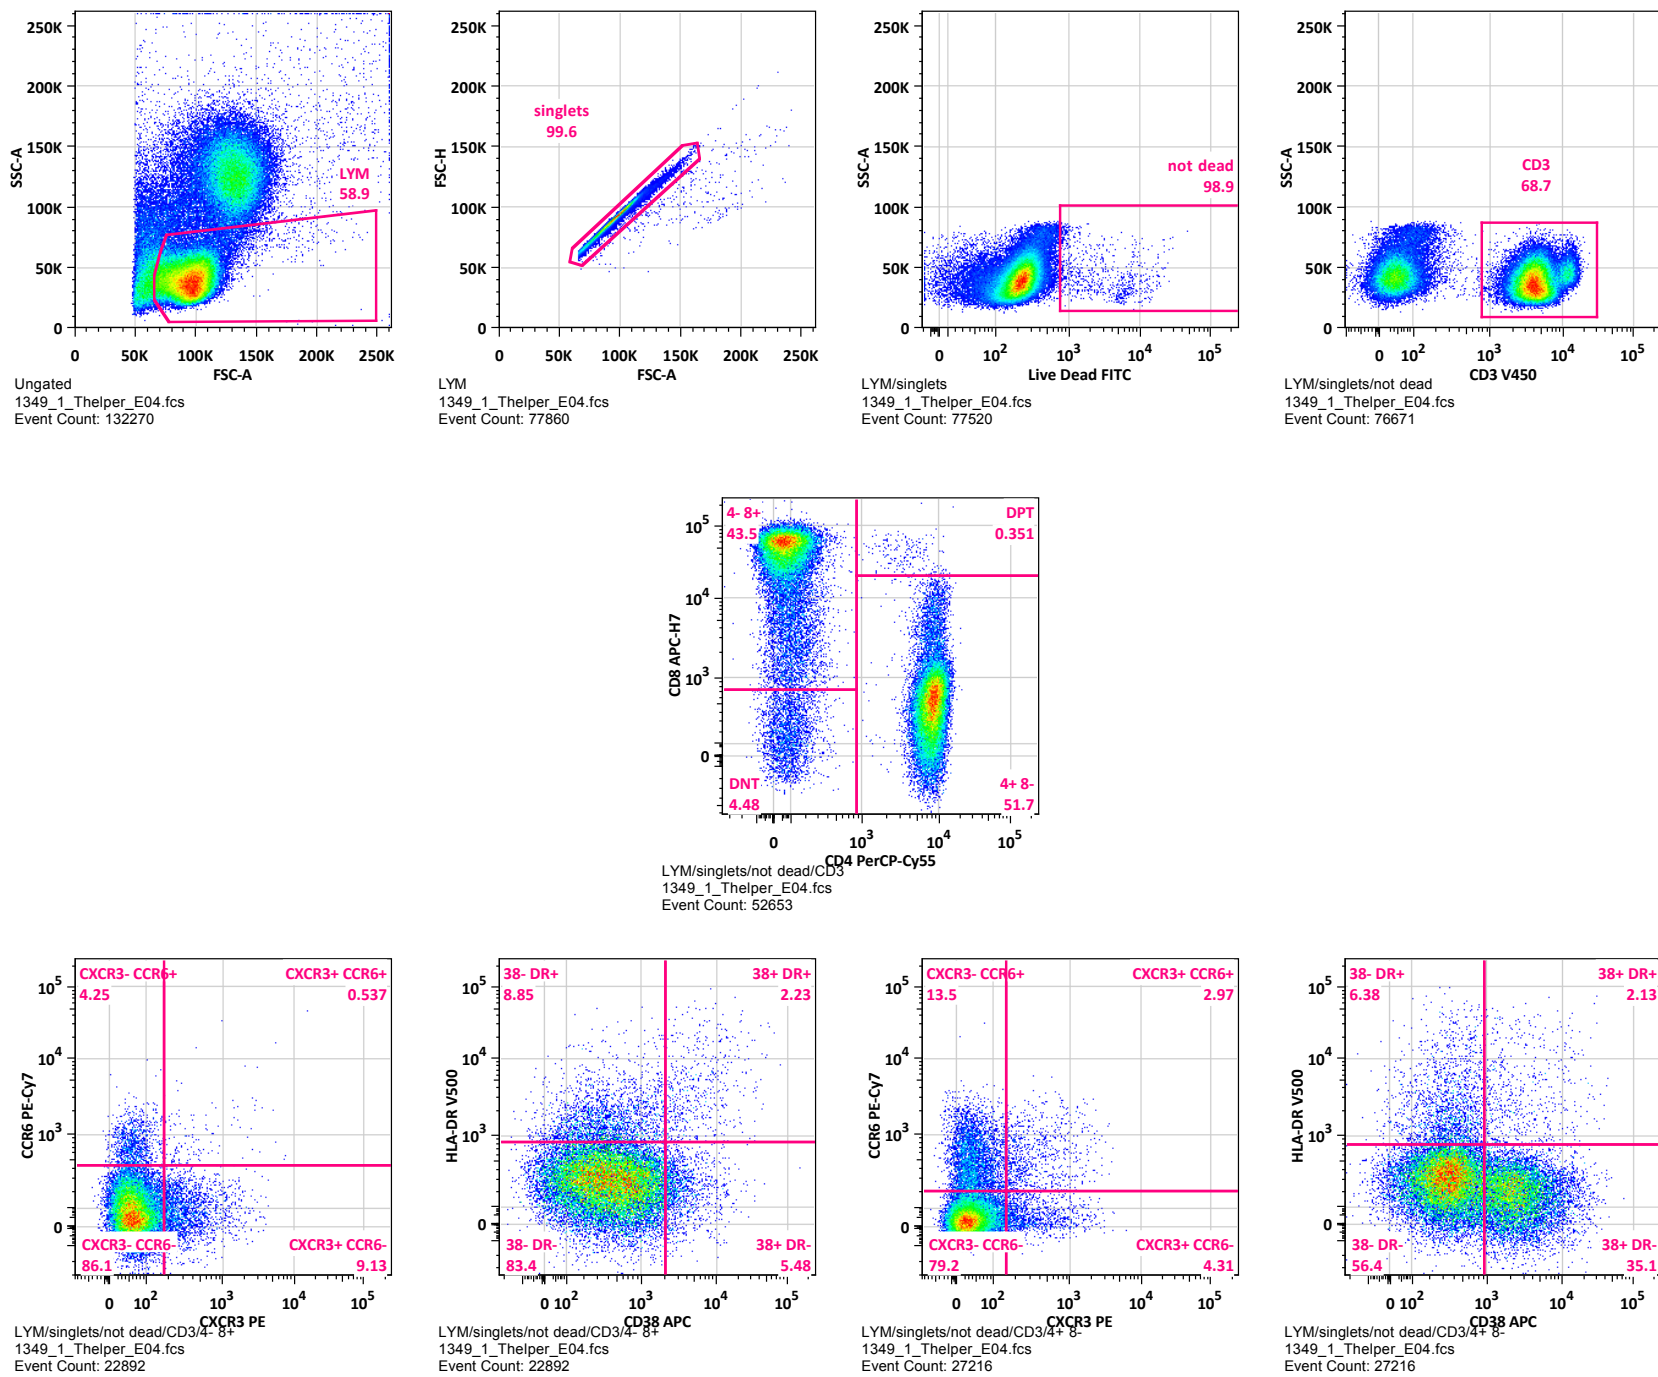 250K
200K
150K
100K
50K
0
SSC-A
LYM
58.9
0 50K 100K 150K 200K 250K
FSC-A
Ungated
1349_1_Thelper_E04.fcs
Event Count: 132270
250K
200K
150K
100K
50K
0
FSC-H
singlets
99.6
0 50K 100K 150K 200K 250K
FSC-A
LYM
1349_1_Thelper_E04.fcs
Event Count: 77860
250K
200K
150K
100K
50K
0
SSC-A
not dead
98.9
0 10^2 10^3 10^4 10^5
Live Dead FITC
LYM/singlets
1349_1_Thelper_E04.fcs
Event Count: 77520
250K
200K
150K
100K
50K
0
SSC-A
CD3
68.7
0 10^2 10^3 10^4 10^5
CD3 V450
LYM/singlets/not dead
1349_1_Thelper_E04.fcs
Event Count: 76671
10^5
10^4
10^3
0
CD8 APC-H7
4- 8+
43.5
DPT
0.351
DNT
4.48
4+ 8-
51.7
0 10^3 10^4 10^5
CD4 PerCP-Cy55
LYM/singlets/not dead/CD3
1349_1_Thelper_E04.fcs
Event Count: 52653
10^5
10^4
10^3
0
CCR6 PE-Cy7
CXCR3- CCR6+
4.25
CXCR3+ CCR6+
0.537
CXCR3- CCR6-
86.1
CXCR3+ CCR6-
9.13
0 10^2 10^3 10^4 10^5
CXCR3 PE
LYM/singlets/not dead/CD3/4- 8+
1349_1_Thelper_E04.fcs
Event Count: 22892
10^5
10^4
10^3
0
HLA-DR V500
38- DR+
8.85
38+ DR+
2.23
38- DR-
83.4
38+ DR-
5.48
0 10^2 10^3 10^4 10^5
CD38 APC
LYM/singlets/not dead/CD3/4- 8+
1349_1_Thelper_E04.fcs
Event Count: 22892
10^5
10^4
10^3
0
CCR6 PE-Cy7
CXCR3- CCR6+
13.5
CXCR3+ CCR6+
2.97
CXCR3- CCR6-
79.2
CXCR3+ CCR6-
4.31
0 10^2 10^3 10^4 10^5
CXCR3 PE
LYM/singlets/not dead/CD3/4+ 8-
1349_1_Thelper_E04.fcs
Event Count: 27216
10^5
10^4
10^3
0
HLA-DR V500
38- DR+
6.38
38+ DR+
2.13
38- DR-
56.4
38+ DR-
35.1
0 10^2 10^3 10^4 10^5
CD38 APC
LYM/singlets/not dead/CD3/4+ 8-
1349_1_Thelper_E04.fcs
Event Count: 27216